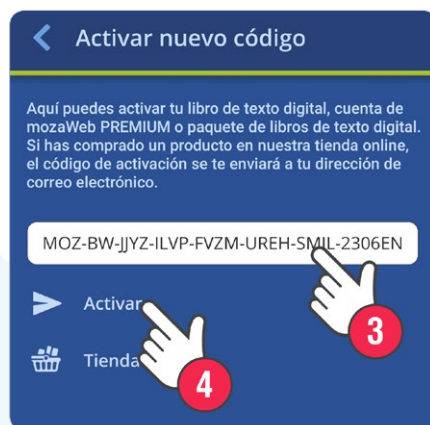 Activar nuevo código
Aquí puedes activar tu libro de texto digital, cuenta de
mozaWeb PREMIUM o paquete de libros de texto digital.
Si has comprado un producto en nuestra tienda online,
el código de activación se te enviará a tu dirección de
correo electrónico.
MOZ-BW-JJYZ-ILVP-FVZM-UREH-SMIL-2306EN
3
Activar
Tienda
4